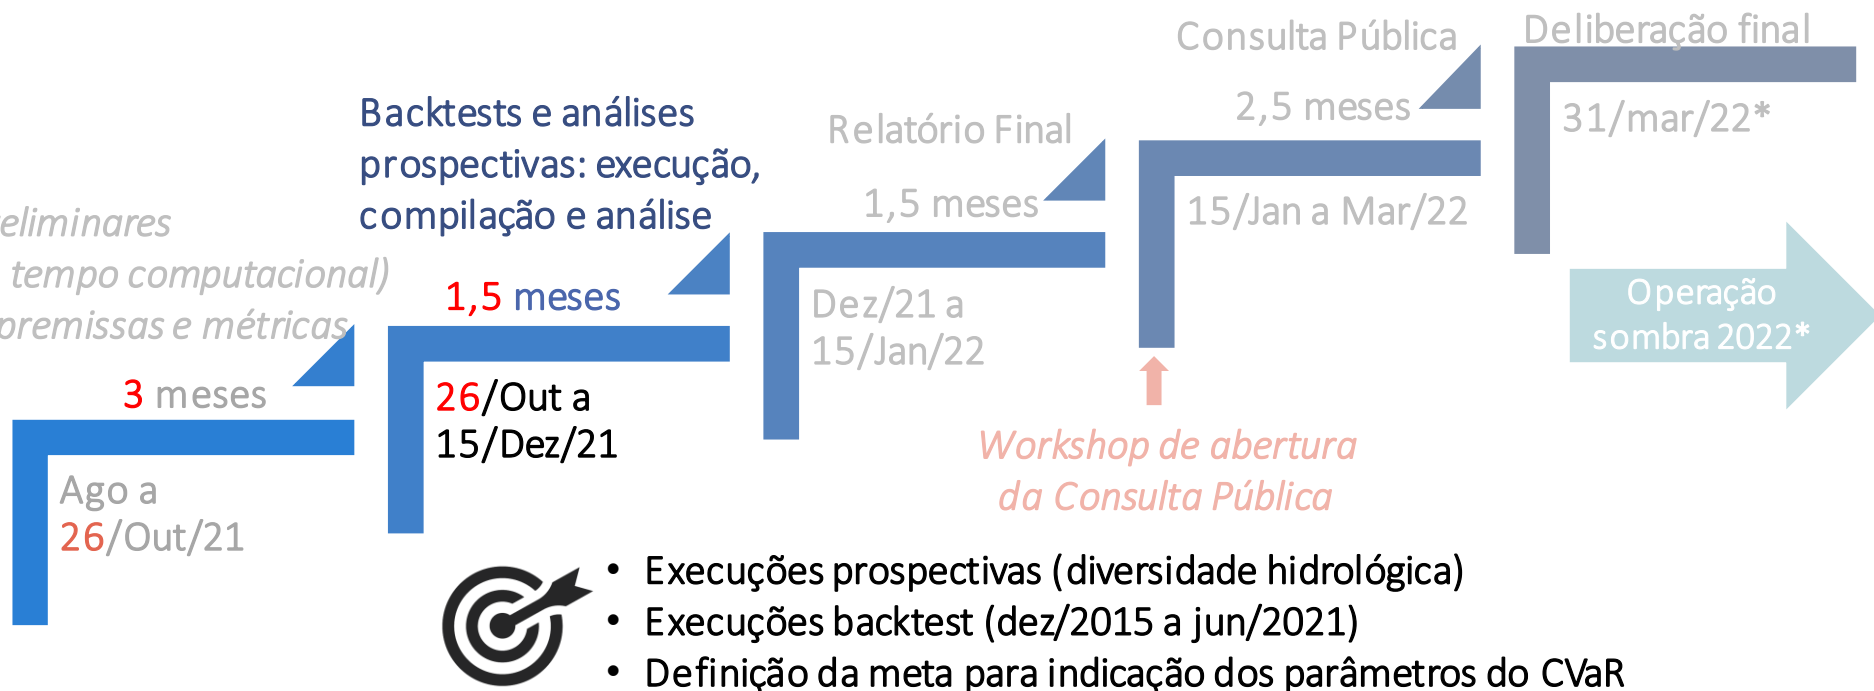 eliminares
tempo computacional)
premissas e métricas
3 meses
Ago a
26/Out/21
Backtests e análises
prospectivas: execução,
compilação e análise
1,5 meses
26/Out a
15/Dez/21
Relatório Final
1,5 meses
Dez/21 a
15/Jan/22
Consulta Pública
2,5 meses
15/Jan a Mar/22
Workshop de abertura
da Consulta Pública
Deliberação final
31/mar/22*
Operação
sombra 2022*
• Execuções prospectivas (diversidade hidrológica)
• Execuções backtest (dez/2015 a jun/2021)
• Definição da meta para indicação dos parâmetros do CVaR